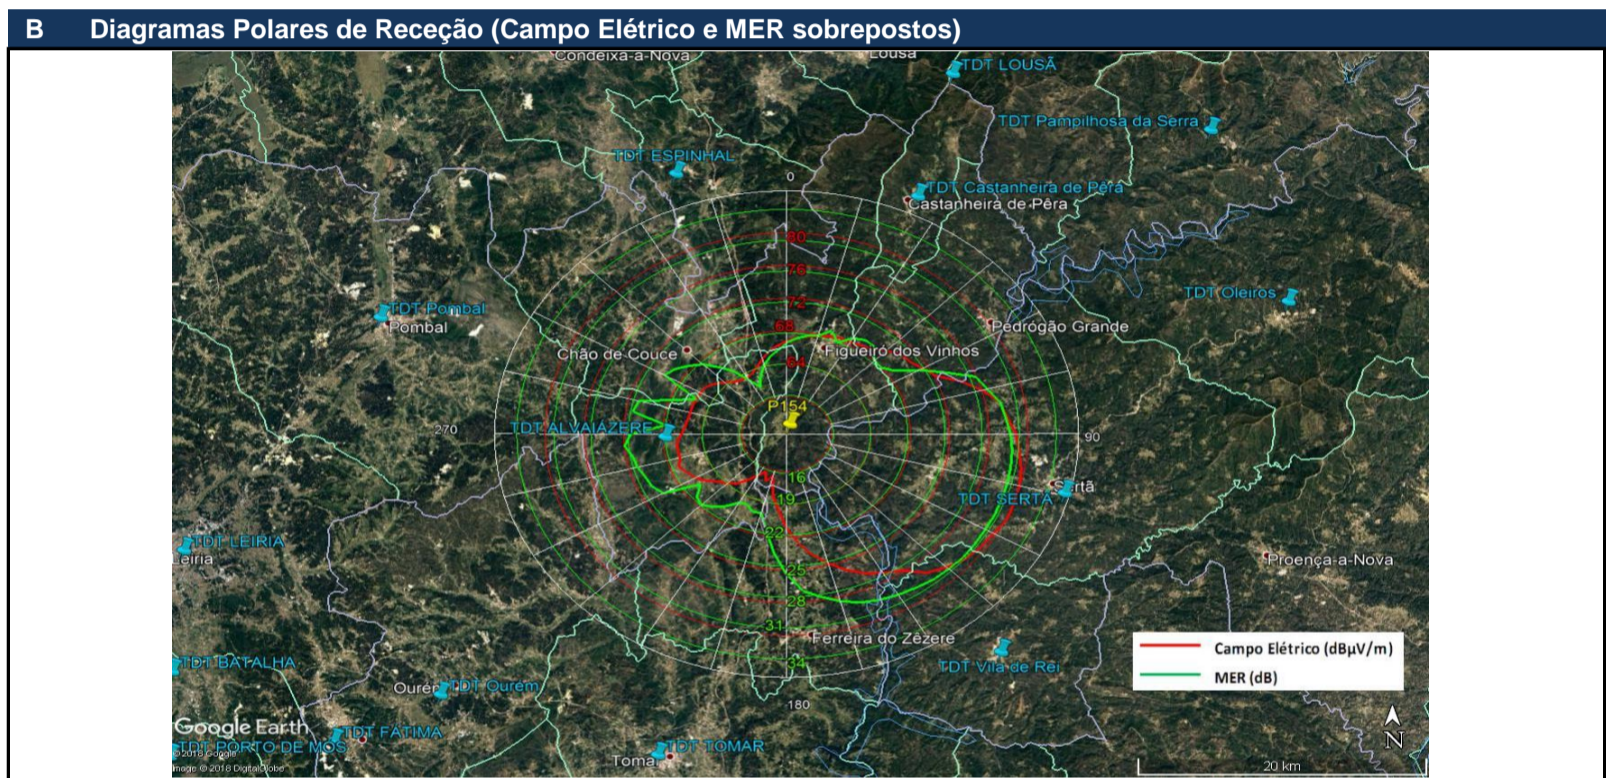 B Diagramas Polares de Receção (Campo Elétrico e MER sobrepostos)
Condeixa-a-Nova
Lousã
TDT LOUSÃ
TDT Pampilhosa da Serra
TDT ESPINHAL
0
TDT Castanheira de Pêra
Castanheira de Pêra
80
76
TDT Oleiros
72
TDT Pombal
Pombal
68
Pedrógão Grande
Chão de Couce
Figueiró dos Vinhos
64
P154
270
TDT ALVAIÁZERE
90
16
Sertã
19
TDT SERTÃ
22
TDT LEIRIA
Leiria
Proença-a-Nova
25
28
31
Ferreira do Zêzere
34
TDT BATALHA
TDT Vila de Rei
Campo Elétrico (dBµV/m)
MER (dB)
Ourém
TDT Ourém
180
Google Earth
TDT FÁTIMA
TDT PORTO DE MÓS
TDT TOMAR
Tomar
N
© 2018 Google
Image © 2018 DigitalGlobe
20 km